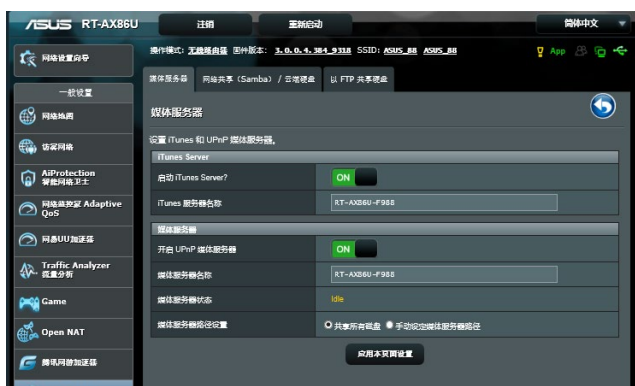 ASUS RT-AX86U 注销 重新启动 简体中文
操作模式: 无线路由器 固件版本: 3.0.0.4.384_9318 SSID: ASUS_88 ASUS_88 App
网络设置向导
一般设置
网络地图
访客网络
AiProtection
智能网络卫士
网络监控家 Adaptive
QoS
网易UU加速器
Traffic Analyzer
流量分析
Game
Open NAT
腾讯网游加速器
媒体服务器 网络共享 (Samba) / 云端硬盘 以 FTP 共享硬盘
媒体服务器
设置 iTunes 和 UPnP 媒体服务器。
iTunes Server
启动 iTunes Server? ON
iTunes 服务器名称 RT-AX86U-F988
媒体服务器
开启 UPnP 媒体服务器 ON
媒体服务器名称 RT-AX86U-F988
媒体服务器状态 Idle
媒体服务器路径设置 共享所有磁盘 手动设定媒体服务器路径
应用本页面设置